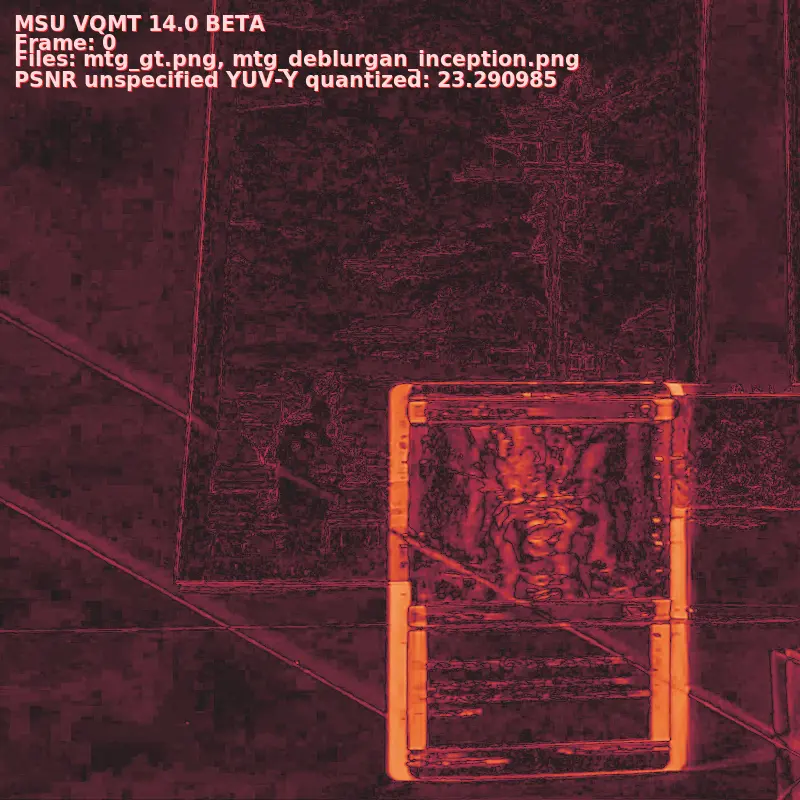 MSU VQMT 14.0 BETA
Frame: 0
Files: mtg_gt.png, mtg_deblurgan_inception.png
PSNR unspecified YUV-Y quantized: 23.290985